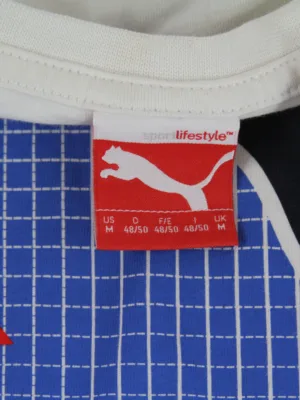 sportlifestyle™
US D F/E I UK
M 48/50 48/50 48/50 M